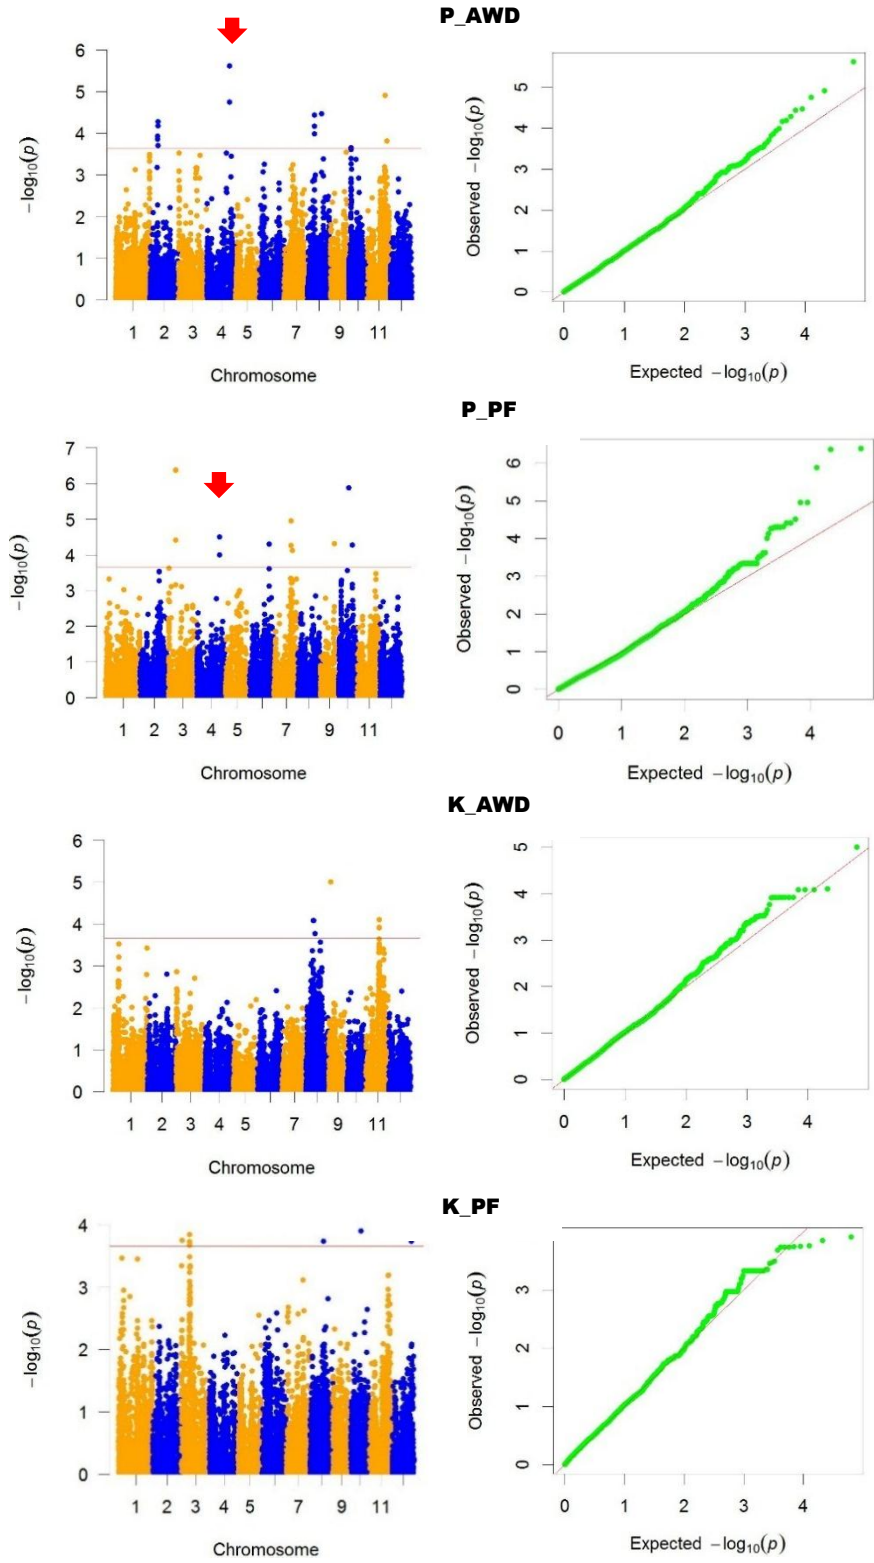 P_AWD
6
5
4
3
2
1
0
−log10(p)
1 2 3 4 5 7 9 11
Chromosome
5
4
3
2
1
0
Observed −log10(p)
0 1 2 3 4
Expected −log10(p)
P_PF
7
6
5
4
3
2
1
0
−log10(p)
1 2 3 4 5 7 9 11
Chromosome
6
5
4
3
2
1
0
Observed −log10(p)
0 1 2 3 4
Expected −log10(p)
K_AWD
6
5
4
3
2
1
0
−log10(p)
1 2 3 4 5 7 9 11
Chromosome
5
4
3
2
1
0
Observed −log10(p)
0 1 2 3 4
Expected −log10(p)
K_PF
4
3
2
1
0
−log10(p)
1 2 3 4 5 7 9 11
Chromosome
3
2
1
0
Observed −log10(p)
0 1 2 3 4
Expected −log10(p)